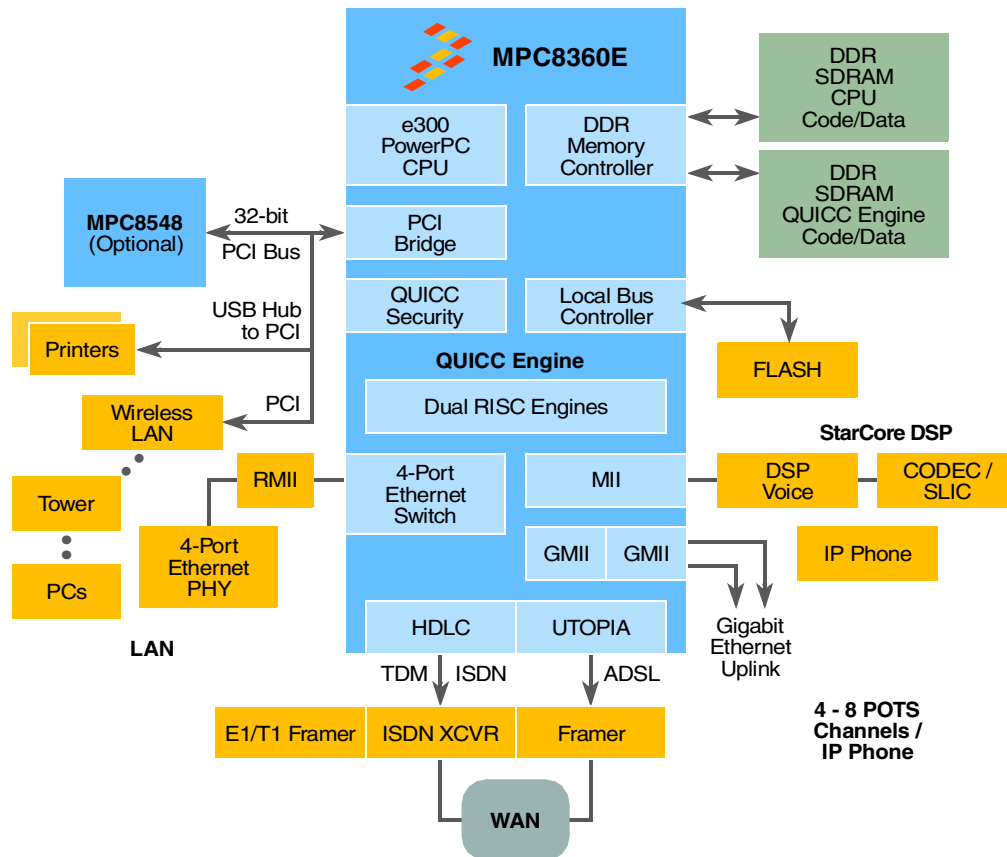 MPC8360E
DDR
SDRAM
CPU
Code/Data
e300
PowerPC
CPU
DDR
Memory
Controller
DDR
SDRAM
QUICC Engine
Code/Data
MPC8548
(Optional)
32-bit
PCI Bus
PCI
Bridge
QUICC
Security
Local Bus
Controller
USB Hub
to PCI
Printers
QUICC Engine
FLASH
Dual RISC Engines
PCI
Wireless
LAN
StarCore DSP
RMII
4-Port
Ethernet
Switch
MII
DSP
Voice
CODEC /
SLIC
Tower
4-Port
Ethernet
PHY
GMII
GMII
IP Phone
PCs
LAN
HDLC
UTOPIA
Gigabit
Ethernet
Uplink
TDM
ISDN
ADSL
E1/T1 Framer
ISDN XCVR
Framer
4 - 8 POTS
Channels /
IP Phone
WAN